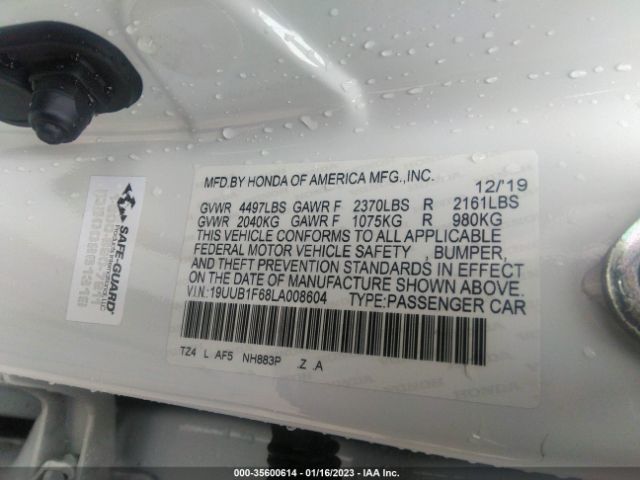 MFD.BY HONDA OF AMERICA MFG.,INC. 12/'19
GVWR 4497LBS GAWR F 2370LBS R 2161LBS
GVWR 2040KG GAWR F 1075KG R 980KG
THIS VEHICLE CONFORMS TO ALL APPLICABLE
FEDERAL MOTOR VEHICLE SAFETY , BUMPER,
AND THEFT PREVENTION STANDARDS IN EFFECT
ON THE DATE OF MANUFACTURE SHOWN ABOVE.
V.I.N.:19UUB1F68LA008604 TYPE:PASSENGER CAR
TZ4 L AF5 NH883P .Z .A
SAFE-GUARD
000-35600614 - 01/16/2023 - IAA Inc.